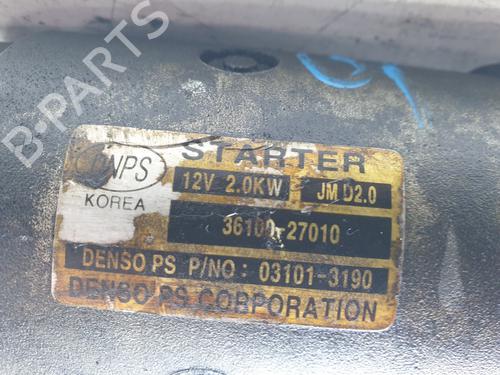 B-PARTS
STARTER
12V 2.0KW JM D2.0
KOREA
36100-27010
DENSO PS P/NO : 03101-3190
DENSO PS CORPORATION